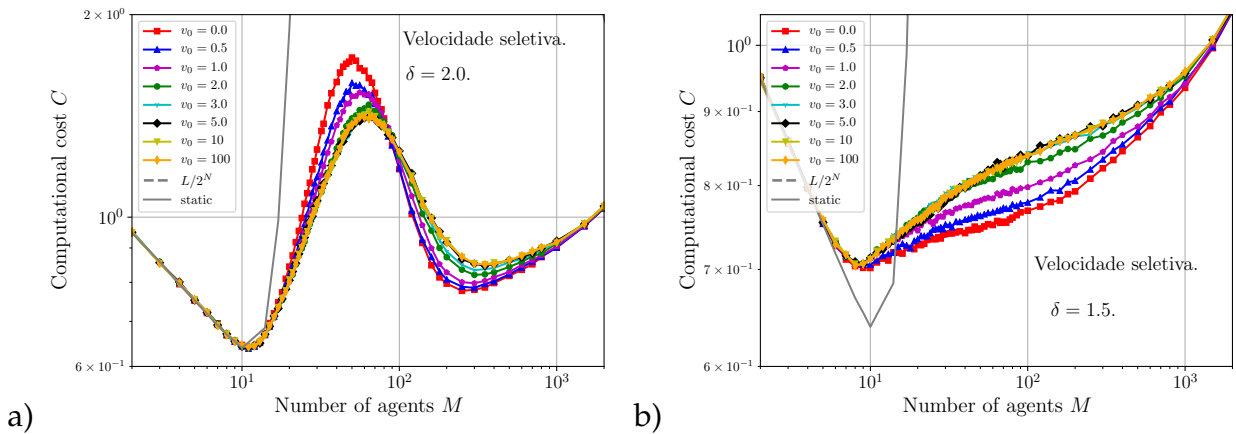 2 × 10⁰
10⁰
6 × 10⁻¹
Computational cost C
v₀ = 0.0
v₀ = 0.5
v₀ = 1.0
v₀ = 2.0
v₀ = 3.0
v₀ = 5.0
v₀ = 10
v₀ = 100
L/2ᴺ
static
Velocidade seletiva.
δ = 2.0.
10¹ 10² 10³
Number of agents M
a)
10⁰
9 × 10⁻¹
8 × 10⁻¹
7 × 10⁻¹
6 × 10⁻¹
Computational cost C
v₀ = 0.0
v₀ = 0.5
v₀ = 1.0
v₀ = 2.0
v₀ = 3.0
v₀ = 5.0
v₀ = 10
v₀ = 100
L/2ᴺ
static
Velocidade seletiva.
δ = 1.5.
10¹ 10² 10³
Number of agents M
b)